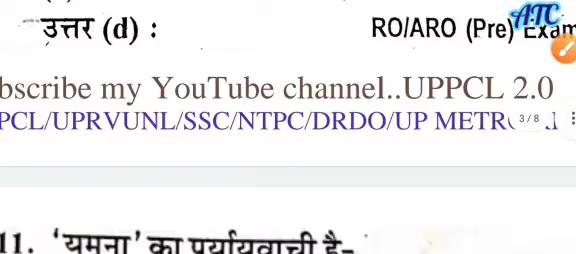 ATC
उत्तर (d) : RO/ARO (Pre) Exam
bscribe my YouTube channel..UPPCL 2.0
PCL/UPRVUNL/SSC/NTPC/DRDO/UP METR
3/8
11. ‘यमुना’ का पर्यायवाची है–